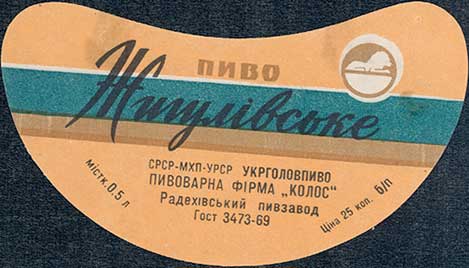 ПИВО
Жигулівське
СРСР-МХП-УРСР УКРГОЛОВПИВО
ПИВОВАРНА ФІРМА „КОЛОС"
Радехівський пивзавод
Гост 3473-69
містк. 0,5 л
Ціна 25 коп. б/п